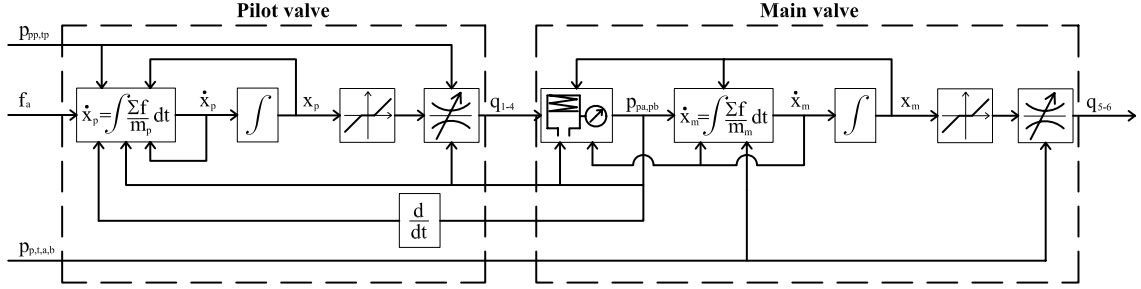 Pilot valve
Main valve
p_pp,tp
f_a
ẋ_p=∫Σf/m_p dt
ẋ_p
∫
x_p
q_1-4
p_pa,pb
ẋ_m=∫Σf/m_m dt
ẋ_m
∫
x_m
q_5-6
d/dt
p_p,t,a,b